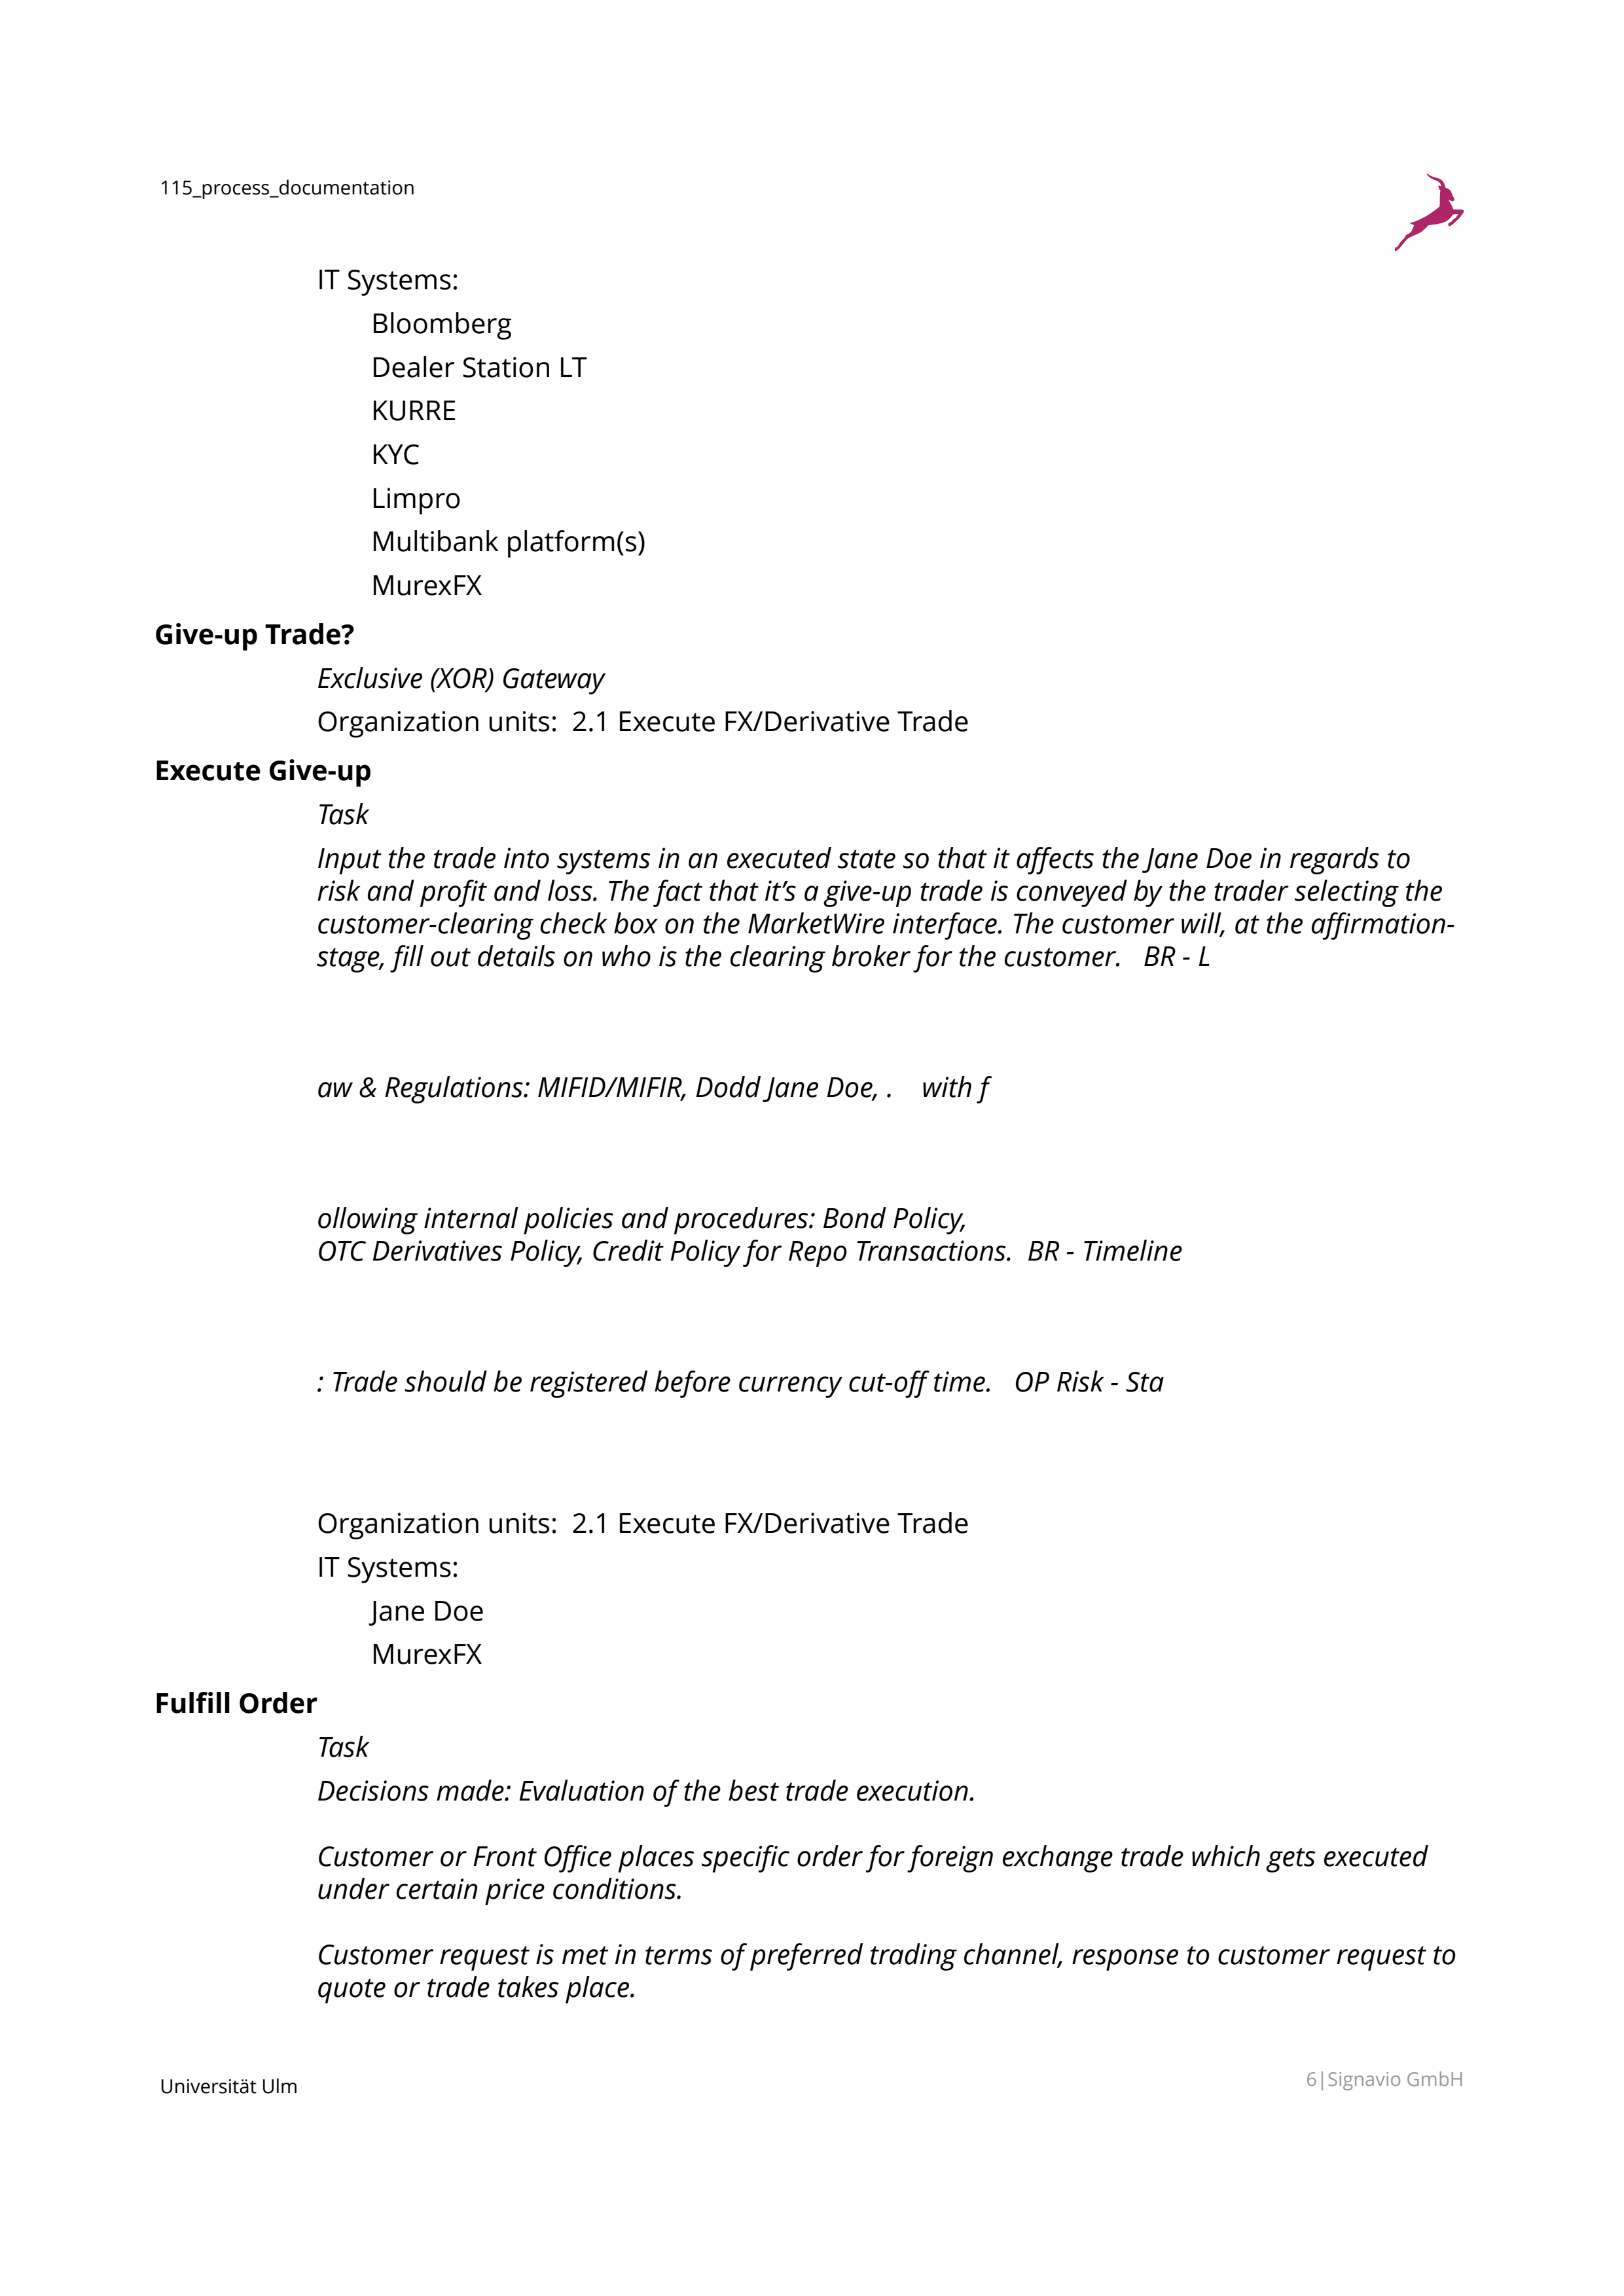 115_process_documentation
IT Systems:
Bloomberg
Dealer Station LT
KURRE
KYC
Limpro
Multibank platform(s)
MurexFX
Give-up Trade?
Exclusive (XOR) Gateway
Organization units:  2.1 Execute FX/Derivative Trade
Execute Give-up
Task
Input the trade into systems in an executed state so that it affects the Jane Doe in regards to
risk and profit and loss. The fact that it’s a give-up trade is conveyed by the trader selecting the
customer-clearing check box on the MarketWire interface. The customer will, at the affirmation-
stage, fill out details on who is the clearing broker for the customer.   BR - L
aw & Regulations: MIFID/MIFIR, Dodd Jane Doe, .    with f
ollowing internal policies and procedures: Bond Policy,
OTC Derivatives Policy, Credit Policy for Repo Transactions.  BR - Timeline
: Trade should be registered before currency cut-off time.   OP Risk - Sta
Organization units:  2.1 Execute FX/Derivative Trade
IT Systems:
Jane Doe
MurexFX
Fulfill Order
Task
Decisions made: Evaluation of the best trade execution.
Customer or Front Office places specific order for foreign exchange trade which gets executed
under certain price conditions.
Customer request is met in terms of preferred trading channel, response to customer request to
quote or trade takes place.
Universität Ulm
6|Signavio GmbH